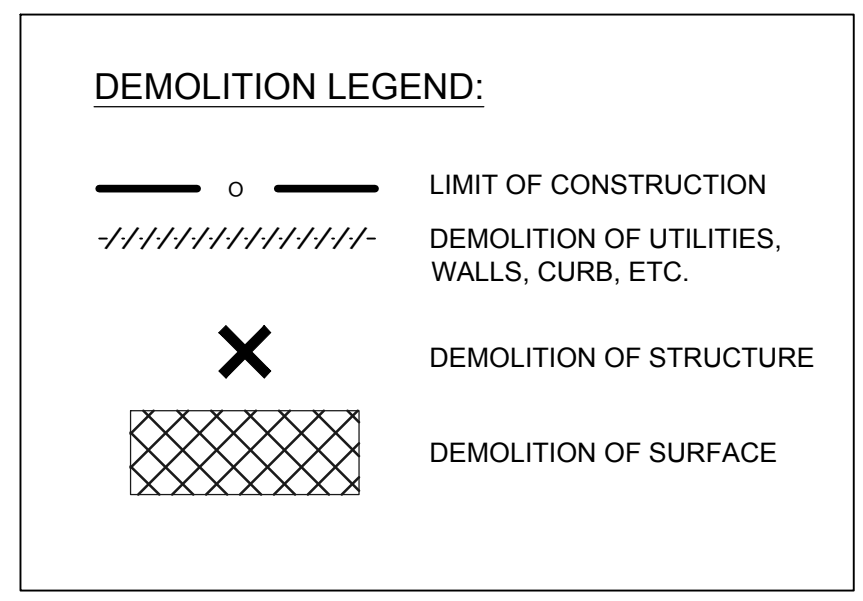 DEMOLITION LEGEND:
O
LIMIT OF CONSTRUCTION
DEMOLITION OF UTILITIES,
WALLS, CURB, ETC.
DEMOLITION OF STRUCTURE
DEMOLITION OF SURFACE